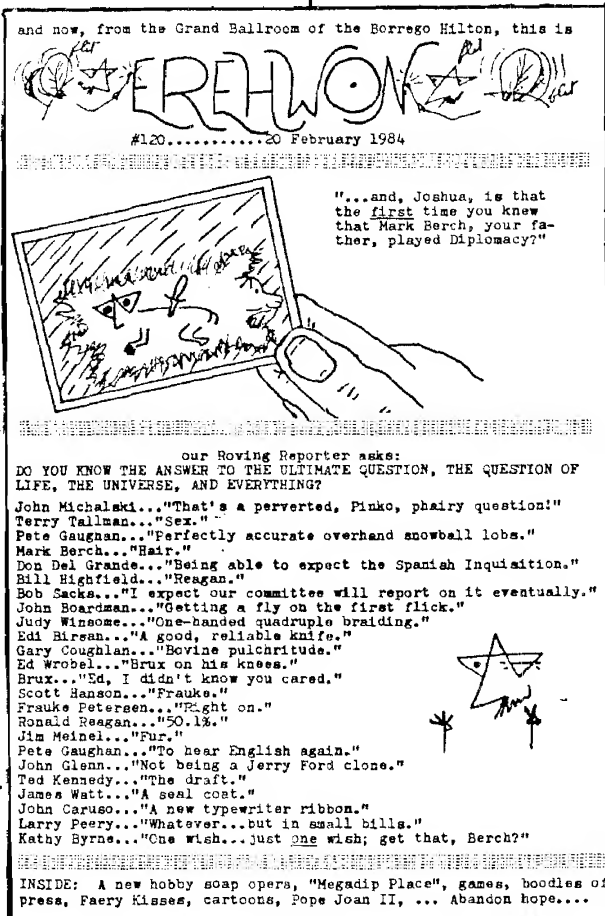 and now, from the Grand Ballroom of the Borrego Hilton, this is
flit
flit
EREHWON
flit
#120...........20 February 1984
"...and, Joshua, is that
the first time you knew
that Mark Berch, your fa-
ther, played Diplomacy?"
our Roving Reporter asks:
DO YOU KNOW THE ANSWER TO THE ULTIMATE QUESTION, THE QUESTION OF
LIFE, THE UNIVERSE, AND EVERYTHING?
John Michalski..."That's a perverted, Pinko, phairy question!"
Terry Tallman..."Sex."
Pete Gaugnan..."Perfectly accurate overhand snowball lobs."
Mark Berch..."Hair."
Don Del Grande..."Being able to expect the Spanish Inquisition."
Bill Highfield..."Reagan."
Bob Sacks..."I expect our committee will report on it eventually."
John Boardman..."Getting a fly on the first flick."
Judy Winsome..."One-handed quadruple braiding."
Edi Birsan..."A good, reliable knife."
Gary Coughlan..."Bovine pulchritude."
Ed Wrobel..."Brux on his knees."
Brux..."Ed, I didn't know you cared."
Scott Hanson..."Frauke."
Frauke Petersen..."Right on."
Ronald Reagan..."50.1%."
Jim Meinel..."Fur."
Pete Gaughan..."To hear English again."
John Glenn..."Not being a Jerry Ford clone."
Ted Kennedy..."The draft."
James Watt..."A seal coat."
John Caruso..."A new typewriter ribbon."
Larry Peery..."Whatever...but in small bills."
Kathy Byrne..."One wish...just one wish; get that, Berch?"
INSIDE: A new hobby soap opera, "Megadip Place", games, boodles of
press, Faery Kisses, cartoons, Pope Joan II, ... Abandon hope....